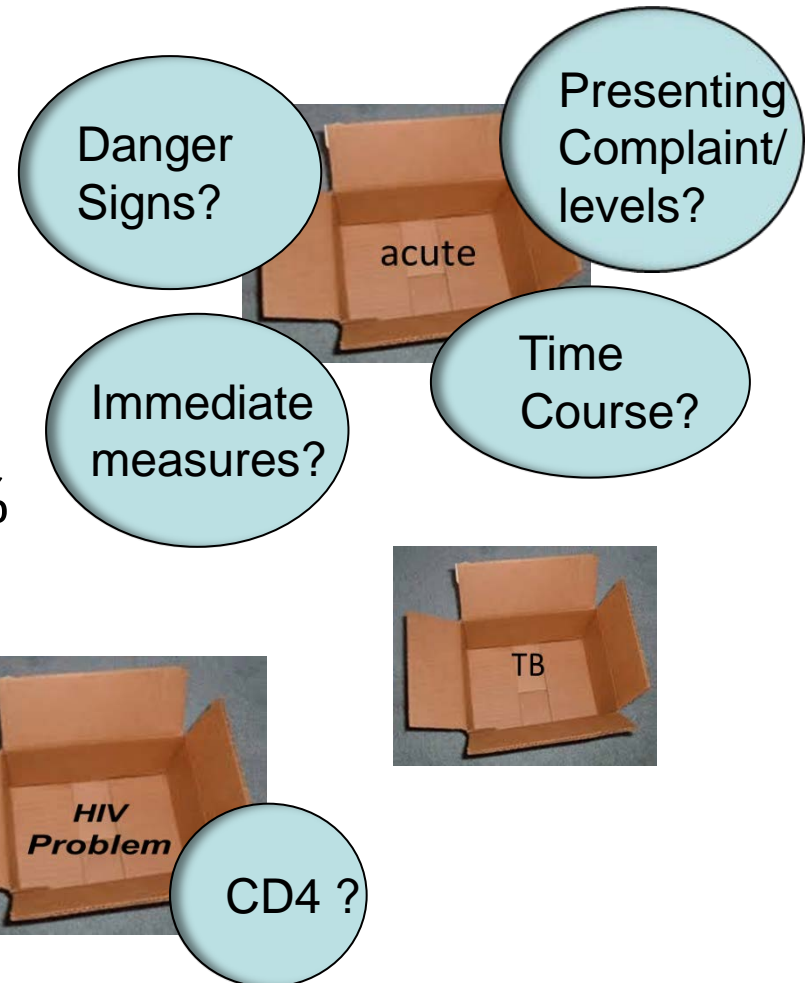 Danger
Signs?
Presenting
Complaint/
levels?
acute
Immediate
measures?
Time
Course?
%
TB
HIV
Problem
CD4 ?